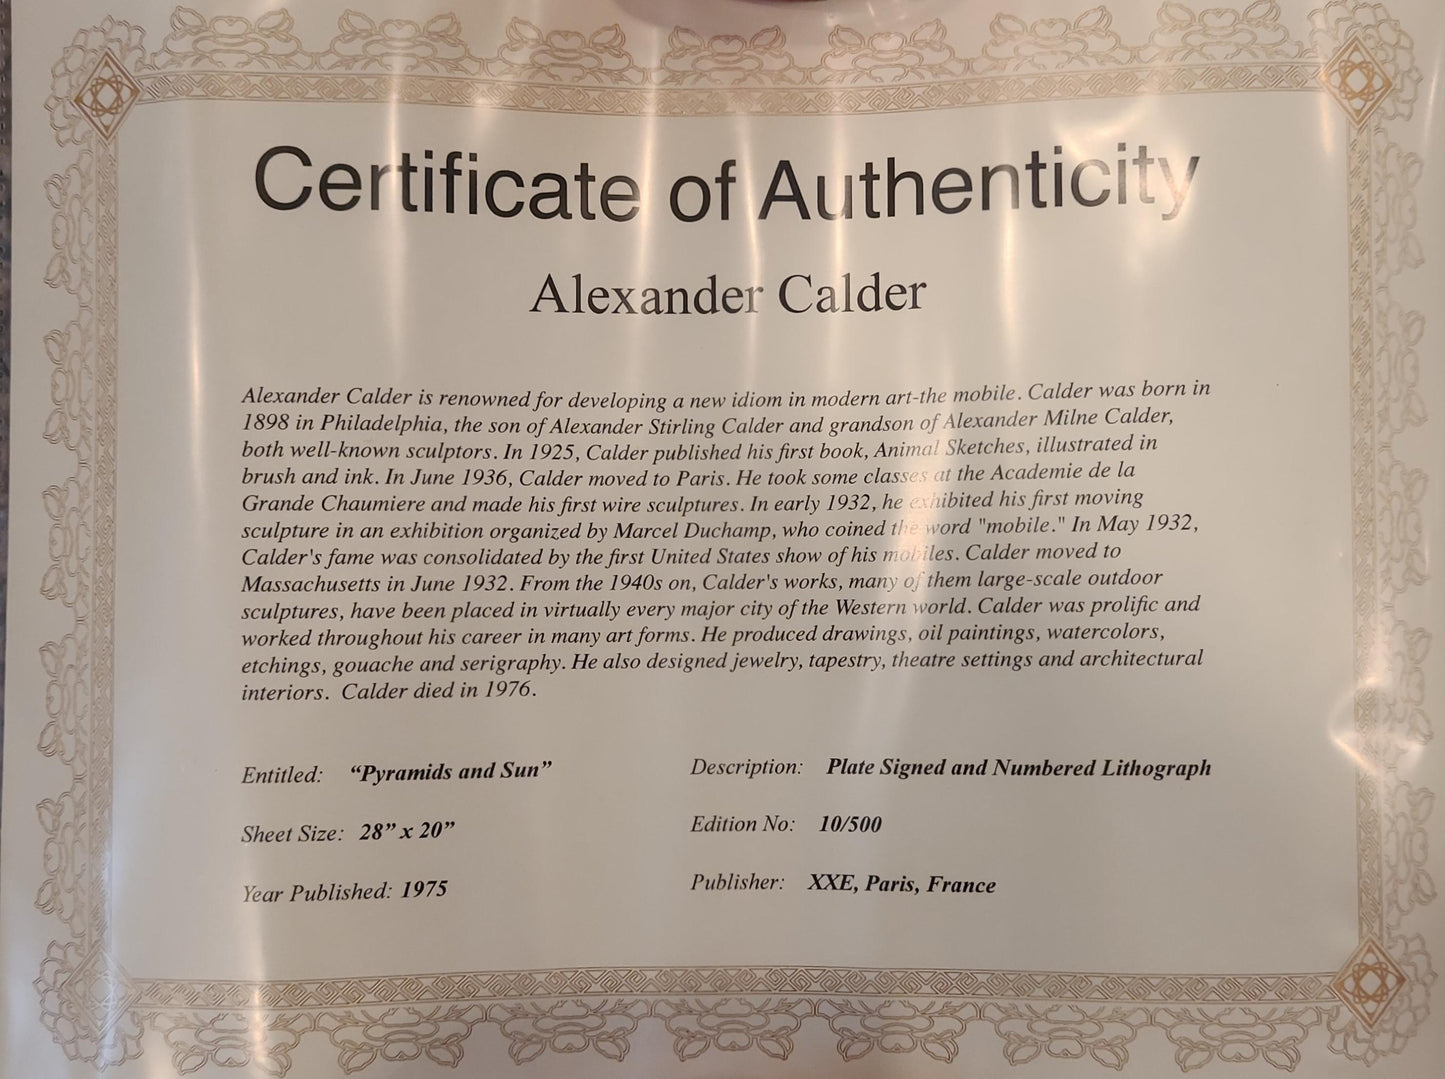 Certificate of Authenticity
Alexander Calder
Alexander Calder is renowned for developing a new idiom in modern art-the mobile. Calder was born in
1898 in Philadelphia, the son of Alexander Stirling Calder and grandson of Alexander Milne Calder,
both well-known sculptors. In 1925, Calder published his first book, Animal Sketches, illustrated in
brush and ink. In June 1936, Calder moved to Paris. He took some classes at the Academie de la
Grande Chaumiere and made his first wire sculptures. In early 1932, he exhibited his first moving
sculpture in an exhibition organized by Marcel Duchamp, who coined the word "mobile." In May 1932,
Calder's fame was consolidated by the first United States show of his mobiles. Calder moved to
Massachusetts in June 1932. From the 1940s on, Calder's works, many of them large-scale outdoor
sculptures, have been placed in virtually every major city of the Western world. Calder was prolific and
worked throughout his career in many art forms. He produced drawings, oil paintings, watercolors,
etchings, gouache and serigraphy. He also designed jewelry, tapestry, theatre settings and architectural
interiors.  Calder died in 1976.
Entitled: “Pyramids and Sun” Description: Plate Signed and Numbered Lithograph
Sheet Size: 28” x 20” Edition No: 10/500
Year Published: 1975 Publisher: XXE, Paris, France